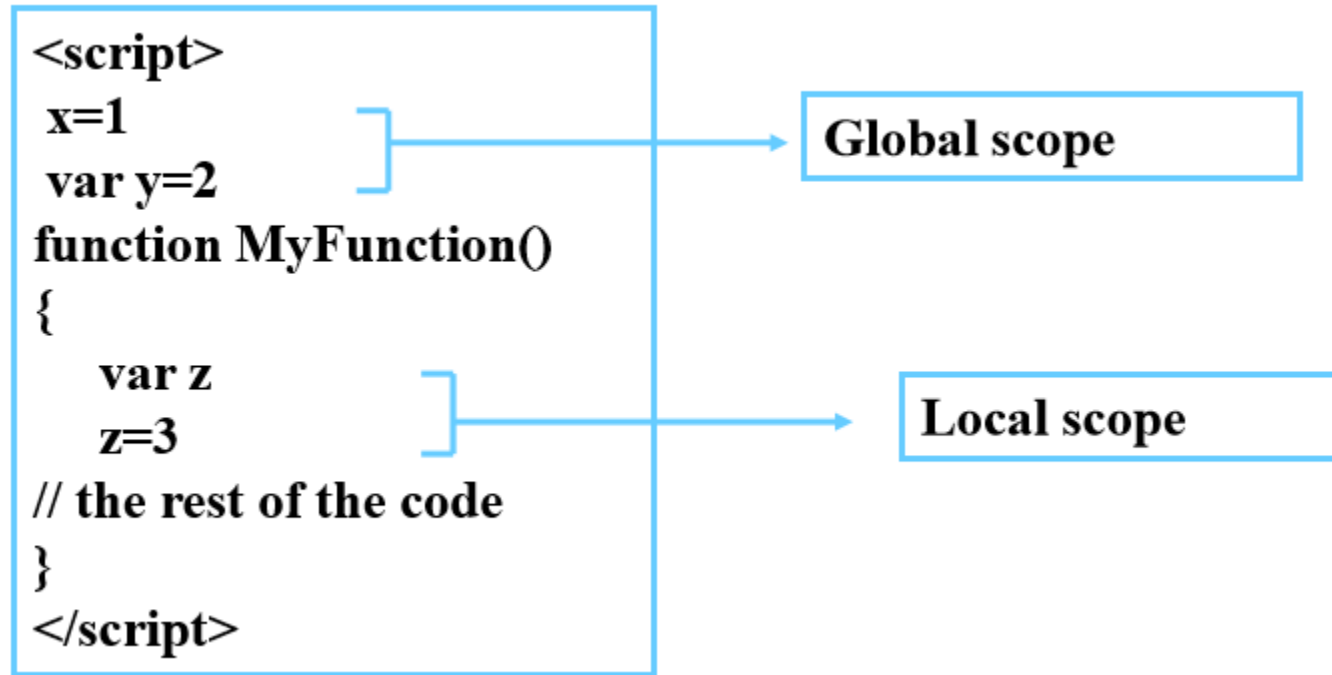 <script>
x=1
var y=2
function MyFunction()
{
var z
z=3
// the rest of the code
}
</script>
Global scope
Local scope